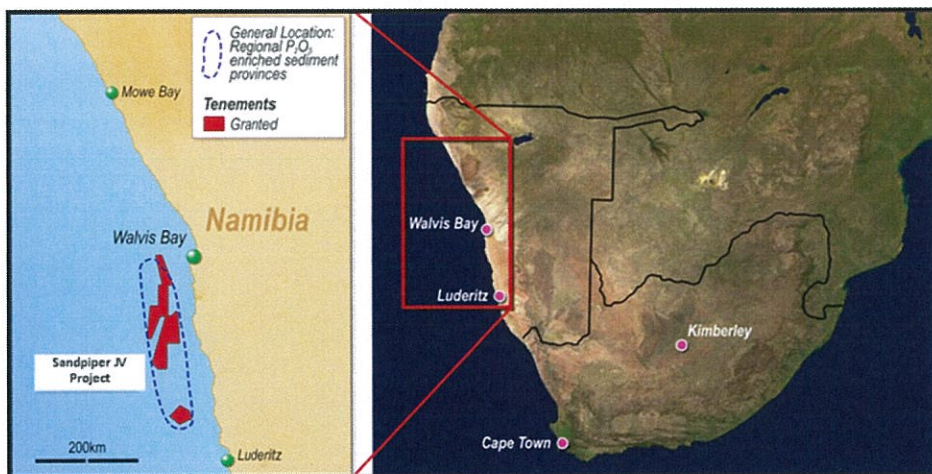 General Location:
Regional P₂O₅
enriched sediment
provinces
Tenements
Granted
Mowe Bay
Namibia
Walvis Bay
Sandpiper JV
Project
200km
Luderitz
Walvis Bay
Luderitz
Kimberley
Cape Town